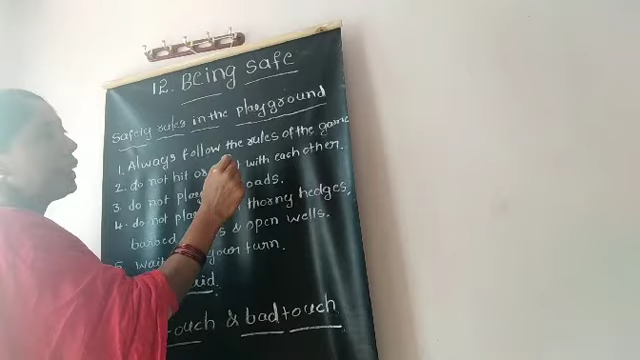 12. Being safe
Safety rules in the playground
1. Always follow the rules of the game
2. do not hit or with each other.
3. do not play roads.
4. do not play thorny hedges,
barbed & open wells.
5. Wait your turn.
touch & bad touch